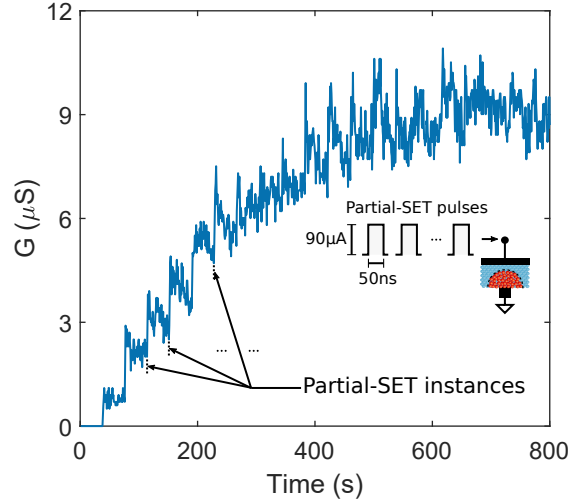 12
9
6
3
0
G (μS)
Partial-SET pulses
90μA
...
50ns
... ...
Partial-SET instances
0 200 400 600 800
Time (s)